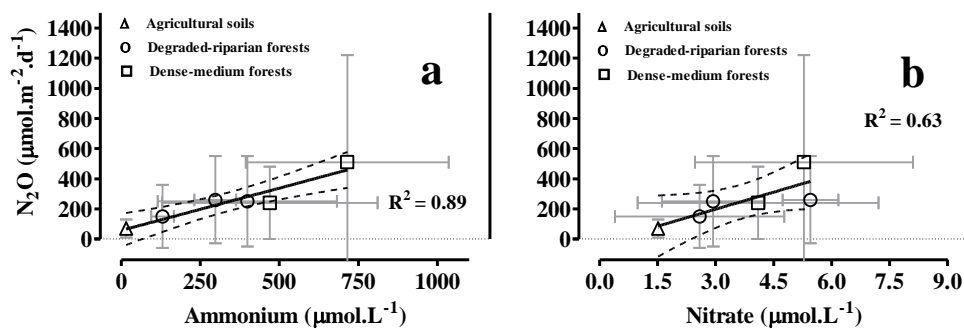 1400
1200
1000
800
600
400
200
0
N₂O (μmol.m⁻².d⁻¹)
Agricultural soils
Degraded-riparian forests
Dense-medium forests
a
R² = 0.89
0 250 500 750 1000
Ammonium (μmol.L⁻¹)
1400
1200
1000
800
600
400
200
0
Agricultural soils
Degraded-riparian forests
Dense-medium forests
b
R² = 0.63
0.0 1.5 3.0 4.5 6.0 7.5 9.0
Nitrate (μmol.L⁻¹)